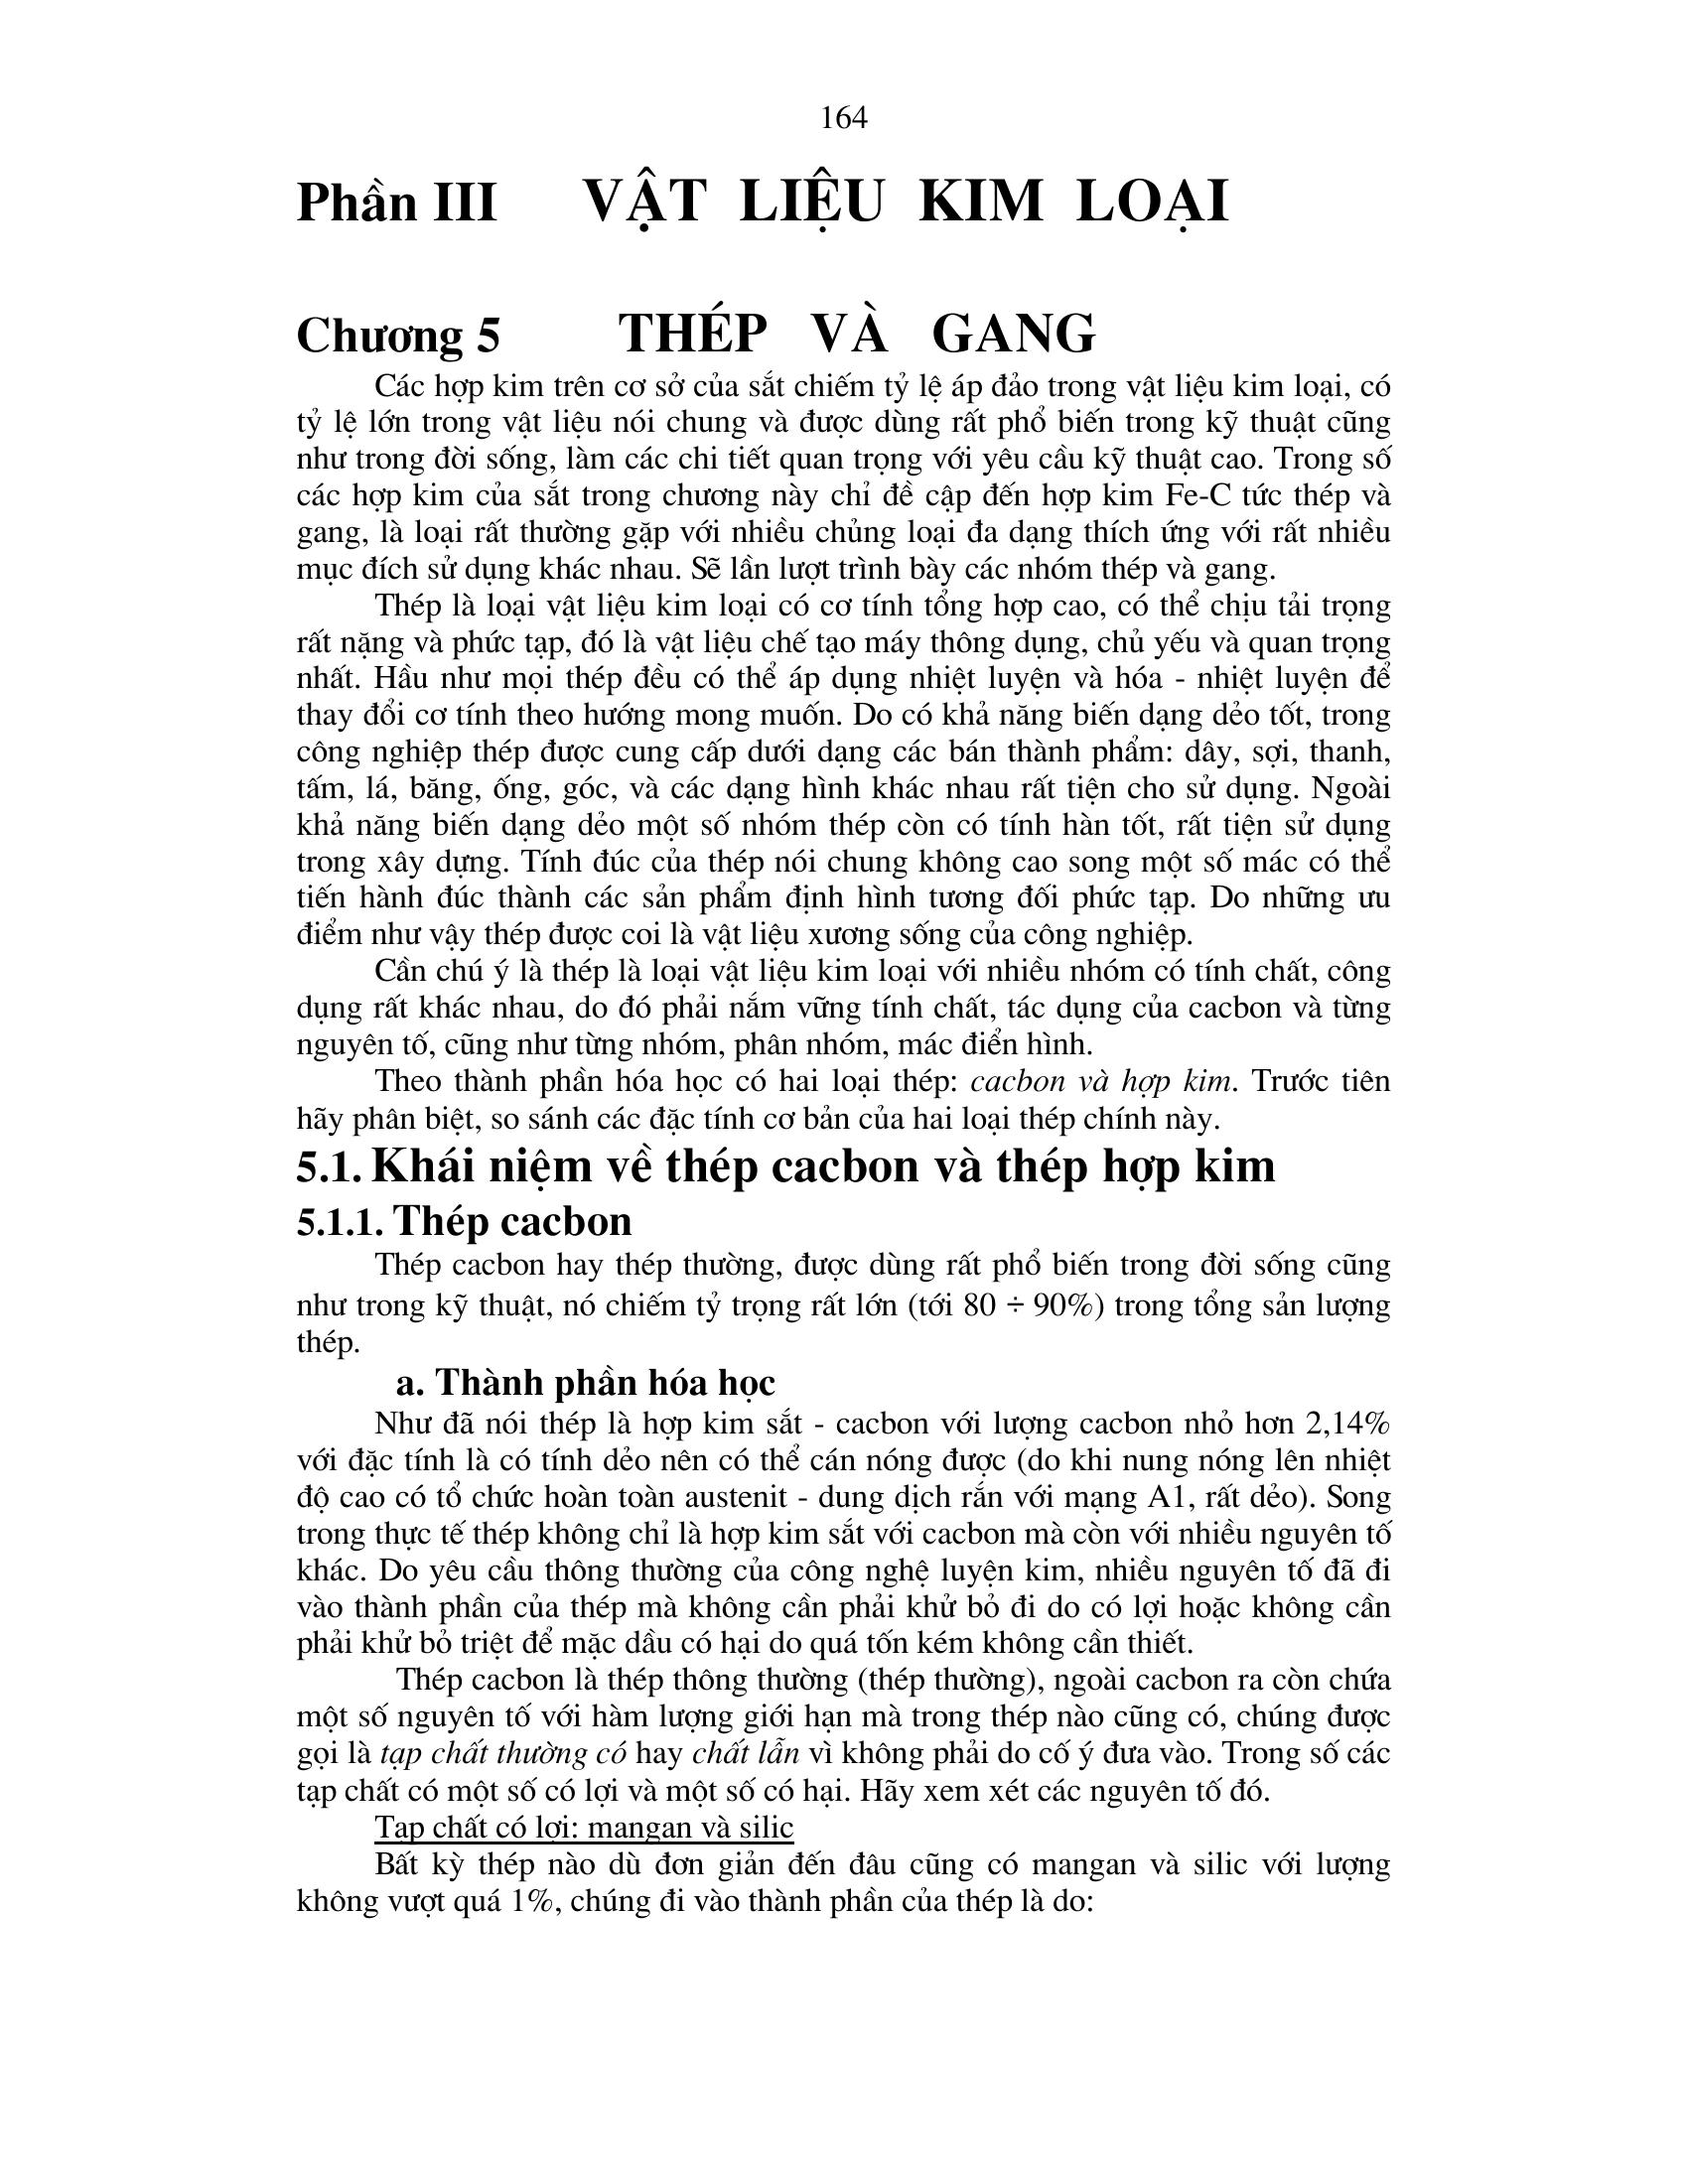 164
Phần III VẬT LIỆU KIM LOẠI
Chương 5 THÉP VÀ GANG
Các hợp kim trên cơ sở của sắt chiếm tỷ lệ áp đảo trong vật liệu kim loại, có
tỷ lệ lớn trong vật liệu nói chung và được dùng rất phổ biến trong kỹ thuật cũng
như trong đời sống, làm các chi tiết quan trọng với yêu cầu kỹ thuật cao. Trong số
các hợp kim của sắt trong chương này chỉ đề cập đến hợp kim Fe-C tức thép và
gang, là loại rất thường gặp với nhiều chủng loại đa dạng thích ứng với rất nhiều
mục đích sử dụng khác nhau. Sẽ lần lượt trình bày các nhóm thép và gang.
Thép là loại vật liệu kim loại có cơ tính tổng hợp cao, có thể chịu tải trọng
rất nặng và phức tạp, đó là vật liệu chế tạo máy thông dụng, chủ yếu và quan trọng
nhất. Hầu như mọi thép đều có thể áp dụng nhiệt luyện và hóa - nhiệt luyện để
thay đổi cơ tính theo hướng mong muốn. Do có khả năng biến dạng dẻo tốt, trong
công nghiệp thép được cung cấp dưới dạng các bán thành phẩm: dây, sợi, thanh,
tấm, lá, băng, ống, góc, và các dạng hình khác nhau rất tiện cho sử dụng. Ngoài
khả năng biến dạng dẻo một số nhóm thép còn có tính hàn tốt, rất tiện sử dụng
trong xây dựng. Tính đúc của thép nói chung không cao song một số mác có thể
tiến hành đúc thành các sản phẩm định hình tương đối phức tạp. Do những ưu
điểm như vậy thép được coi là vật liệu xương sống của công nghiệp.
Cần chú ý là thép là loại vật liệu kim loại với nhiều nhóm có tính chất, công
dụng rất khác nhau, do đó phải nắm vững tính chất, tác dụng của cacbon và từng
nguyên tố, cũng như từng nhóm, phân nhóm, mác điển hình.
Theo thành phần hóa học có hai loại thép: cacbon và hợp kim. Trước tiên
hãy phân biệt, so sánh các đặc tính cơ bản của hai loại thép chính này.
5.1. Khái niệm về thép cacbon và thép hợp kim
5.1.1. Thép cacbon
Thép cacbon hay thép thường, được dùng rất phổ biến trong đời sống cũng
như trong kỹ thuật, nó chiếm tỷ trọng rất lớn (tới 80 ÷ 90%) trong tổng sản lượng
thép.
a. Thành phần hóa học
Như đã nói thép là hợp kim sắt - cacbon với lượng cacbon nhỏ hơn 2,14%
với đặc tính là có tính dẻo nên có thể cán nóng được (do khi nung nóng lên nhiệt
độ cao có tổ chức hoàn toàn austenit - dung dịch rắn với mạng A1, rất dẻo). Song
trong thực tế thép không chỉ là hợp kim sắt với cacbon mà còn với nhiều nguyên tố
khác. Do yêu cầu thông thường của công nghệ luyện kim, nhiều nguyên tố đã đi
vào thành phần của thép mà không cần phải khử bỏ đi do có lợi hoặc không cần
phải khử bỏ triệt để mặc dầu có hại do quá tốn kém không cần thiết.
Thép cacbon là thép thông thường (thép thường), ngoài cacbon ra còn chứa
một số nguyên tố với hàm lượng giới hạn mà trong thép nào cũng có, chúng được
gọi là tạp chất thường có hay chất lẫn vì không phải do cố ý đưa vào. Trong số các
tạp chất có một số có lợi và một số có hại. Hãy xem xét các nguyên tố đó.
Tạp chất có lợi: mangan và silic
Bất kỳ thép nào dù đơn giản đến đâu cũng có mangan và silic với lượng
không vượt quá 1%, chúng đi vào thành phần của thép là do: